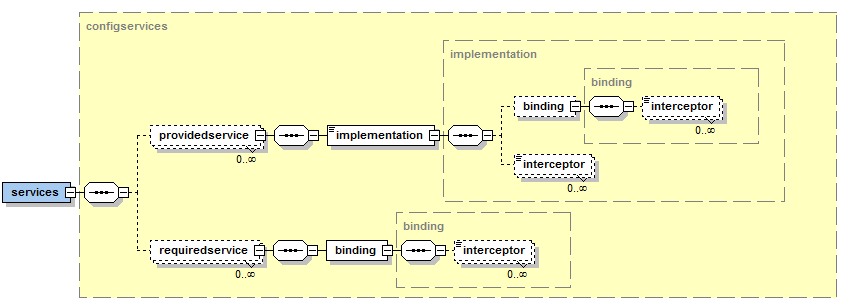 configservices
implementation
binding
binding
interceptor
0..∞
providedservice
implementation
0..∞
interceptor
0..∞
services
binding
requiredservice
binding
interceptor
0..∞
0..∞